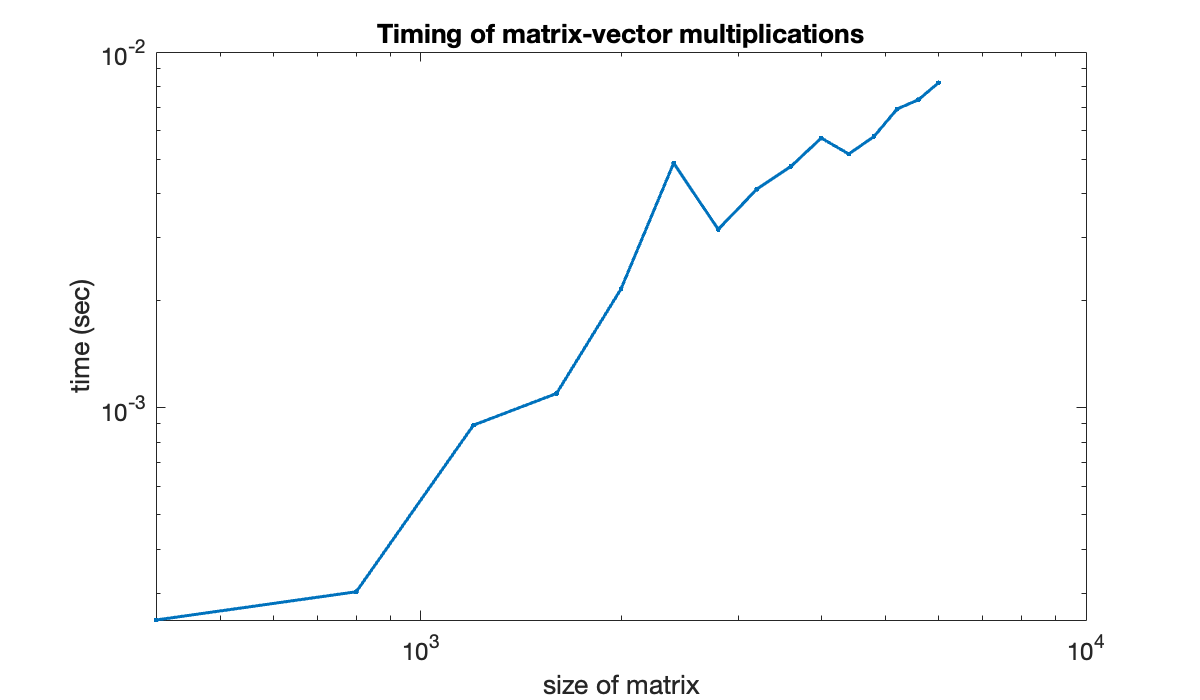 Timing of matrix-vector multiplications
10^-2
10^-3
time (sec)
10^3
10^4
size of matrix